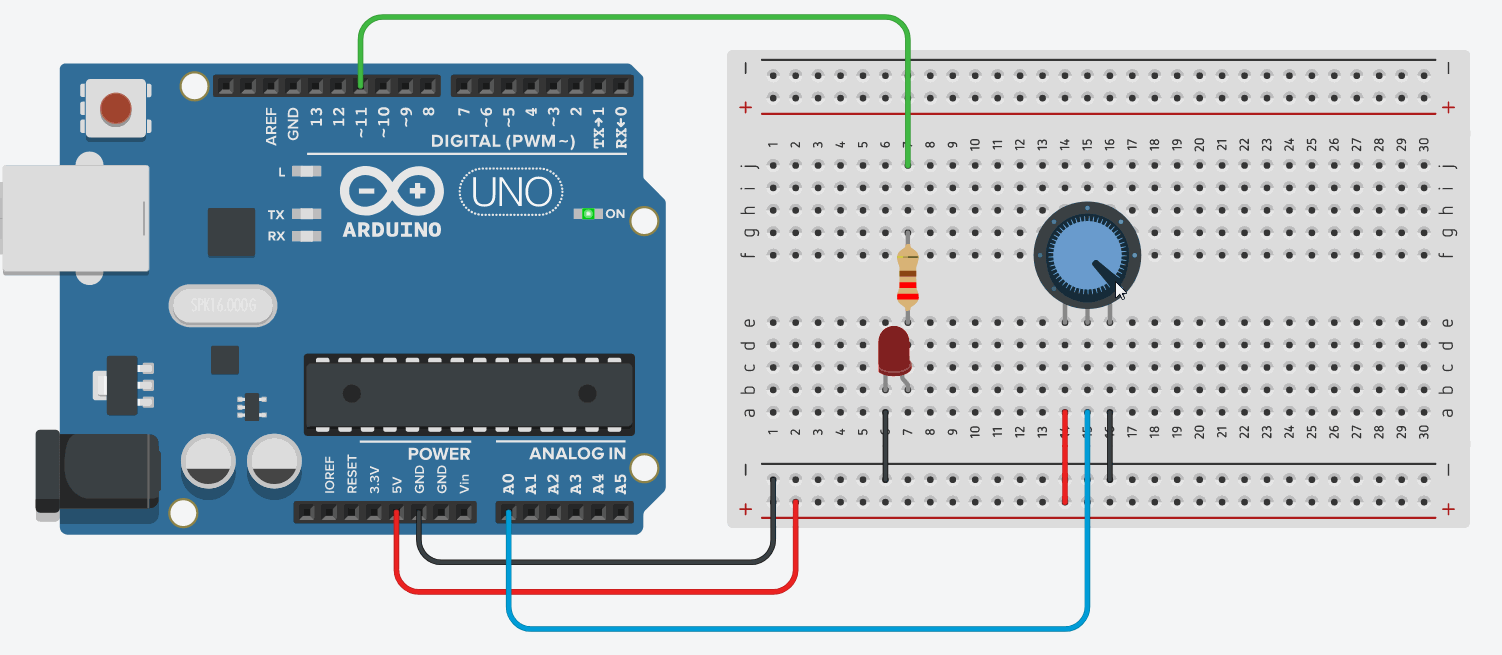 AREF
GND
13
12
~11
~10
~9
8
7
~6
~5
4
~3
2
TX→1
RX←0
DIGITAL (PWM ~)
L
TX
RX
UNO
ON
ARDUINO
SPK16.000G
POWER
ANALOG IN
IOREF
RESET
3.3V
5V
GND
GND
Vin
A0
A1
A2
A3
A4
A5
− −
+ +
1 2 3 4 5 6 7 8 9 10 11 12 13 14 15 16 17 18 19 20 21 22 23 24 25 26 27 28 29 30
j j
i i
h h
g g
f f
e e
d d
c c
b b
a a
1 2 3 4 5 6 7 8 9 10 11 12 13 14 15 16 17 18 19 20 21 22 23 24 25 26 27 28 29 30
− −
+ +